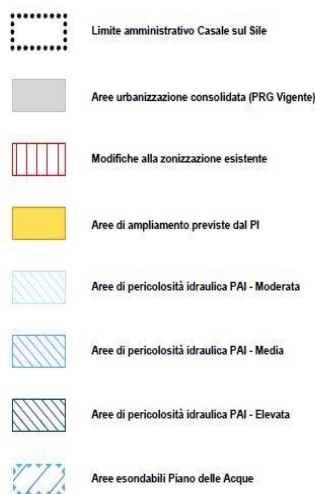 Limite amministrativo Casale sul Sile
Aree urbanizzazione consolidata (PRG Vigente)
Modifiche alla zonizzazione esistente
Aree di ampliamento previste dal PI
Aree di pericolosità idraulica PAI - Moderata
Aree di pericolosità idraulica PAI - Media
Aree di pericolosità idraulica PAI - Elevata
Aree esondabili Piano delle Acque